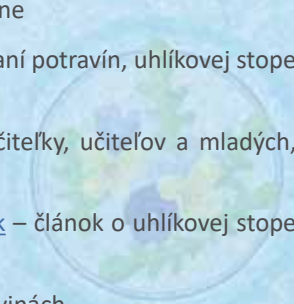 ne
aní potravín, uhlíkovej stope
čiteľky, učiteľov a mladých,
k – článok o uhlíkovej stope
vinách